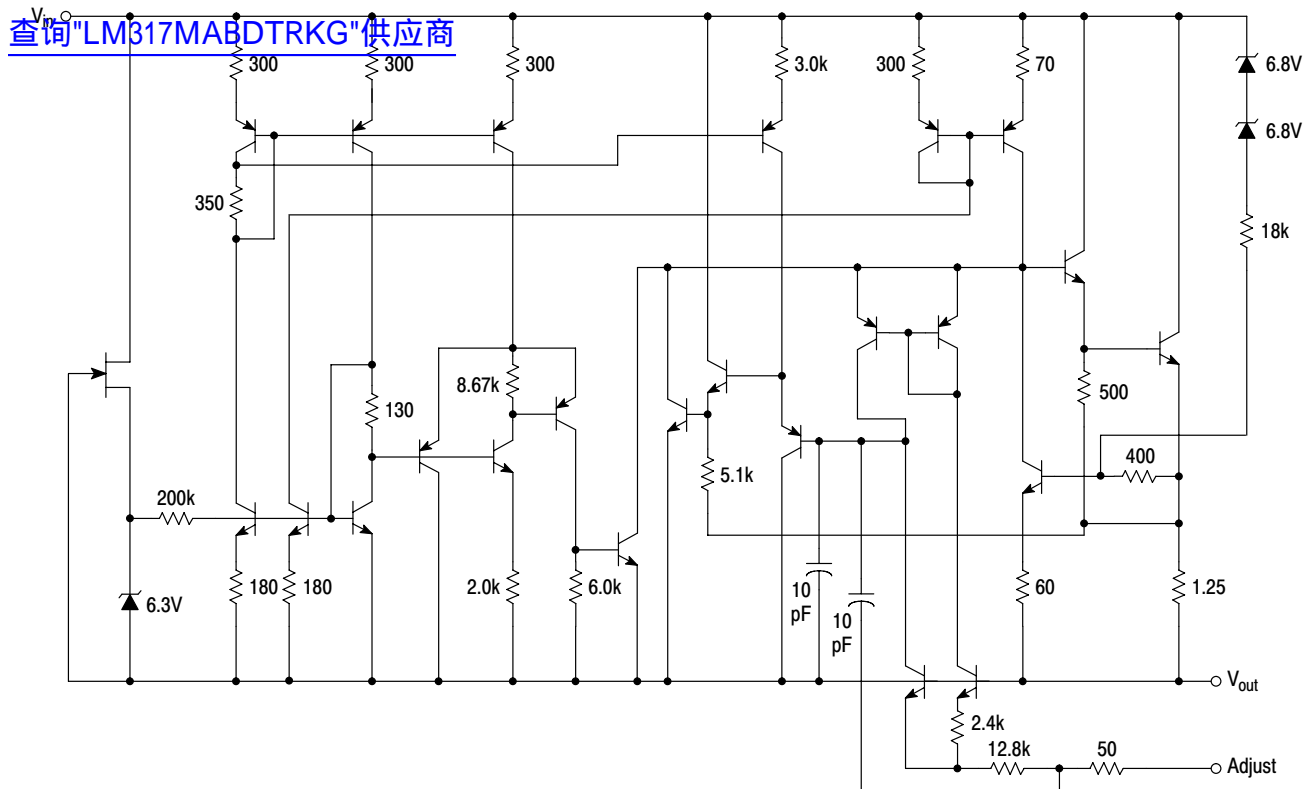 Vin
查询"LM317MABDTRKG"供应商
300
300
300
3.0k
300
70
6.8V
6.8V
350
18k
8.67k
130
500
400
5.1k
200k
6.3V
180
180
2.0k
6.0k
10
pF
10
pF
60
1.25
Vout
2.4k
12.8k
50
Adjust